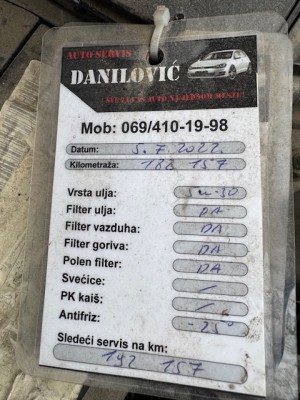 AUTO-SERVIS
DANILOVIĆ
Mob: 069/410-19-98
Datum: 5.7.2022.
Kilometraža: 182 157
Vrsta ulja: 5w-30
Filter ulja: DA
Filter vazduha: DA
Filter goriva: DA
Polen filter: DA
Svećice: /
PK kaiš: /
Antifriz: -25°
Sledeći servis na km:
192 157